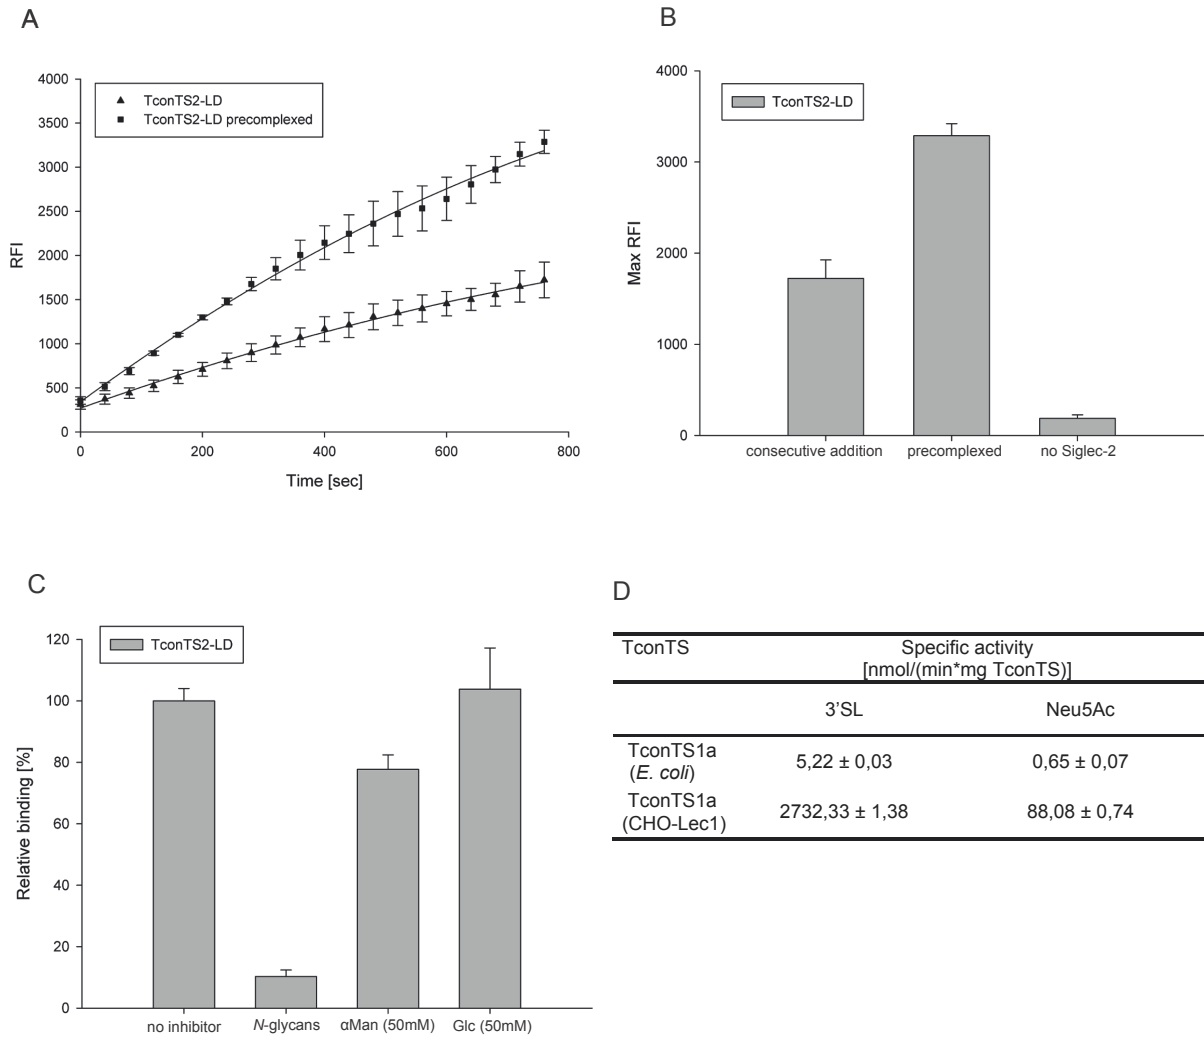 A
4000
3500
3000
2500
2000
1500
1000
500
0
RFI
TconTS2-LD
TconTS2-LD precomplexed
0 200 400 600 800
Time [sec]
B
4000
3000
2000
1000
0
Max RFI
TconTS2-LD
consecutive addition precomplexed no Siglec-2
C
120
100
80
60
40
20
0
Relative binding [%]
TconTS2-LD
no inhibitor N-glycans αMan (50mM) Glc (50mM)
D
TconTS Specific activity
[nmol/(min*mg TconTS)]
3'SL Neu5Ac
TconTS1a
(E. coli) 5,22 ± 0,03 0,65 ± 0,07
TconTS1a
(CHO-Lec1) 2732,33 ± 1,38 88,08 ± 0,74